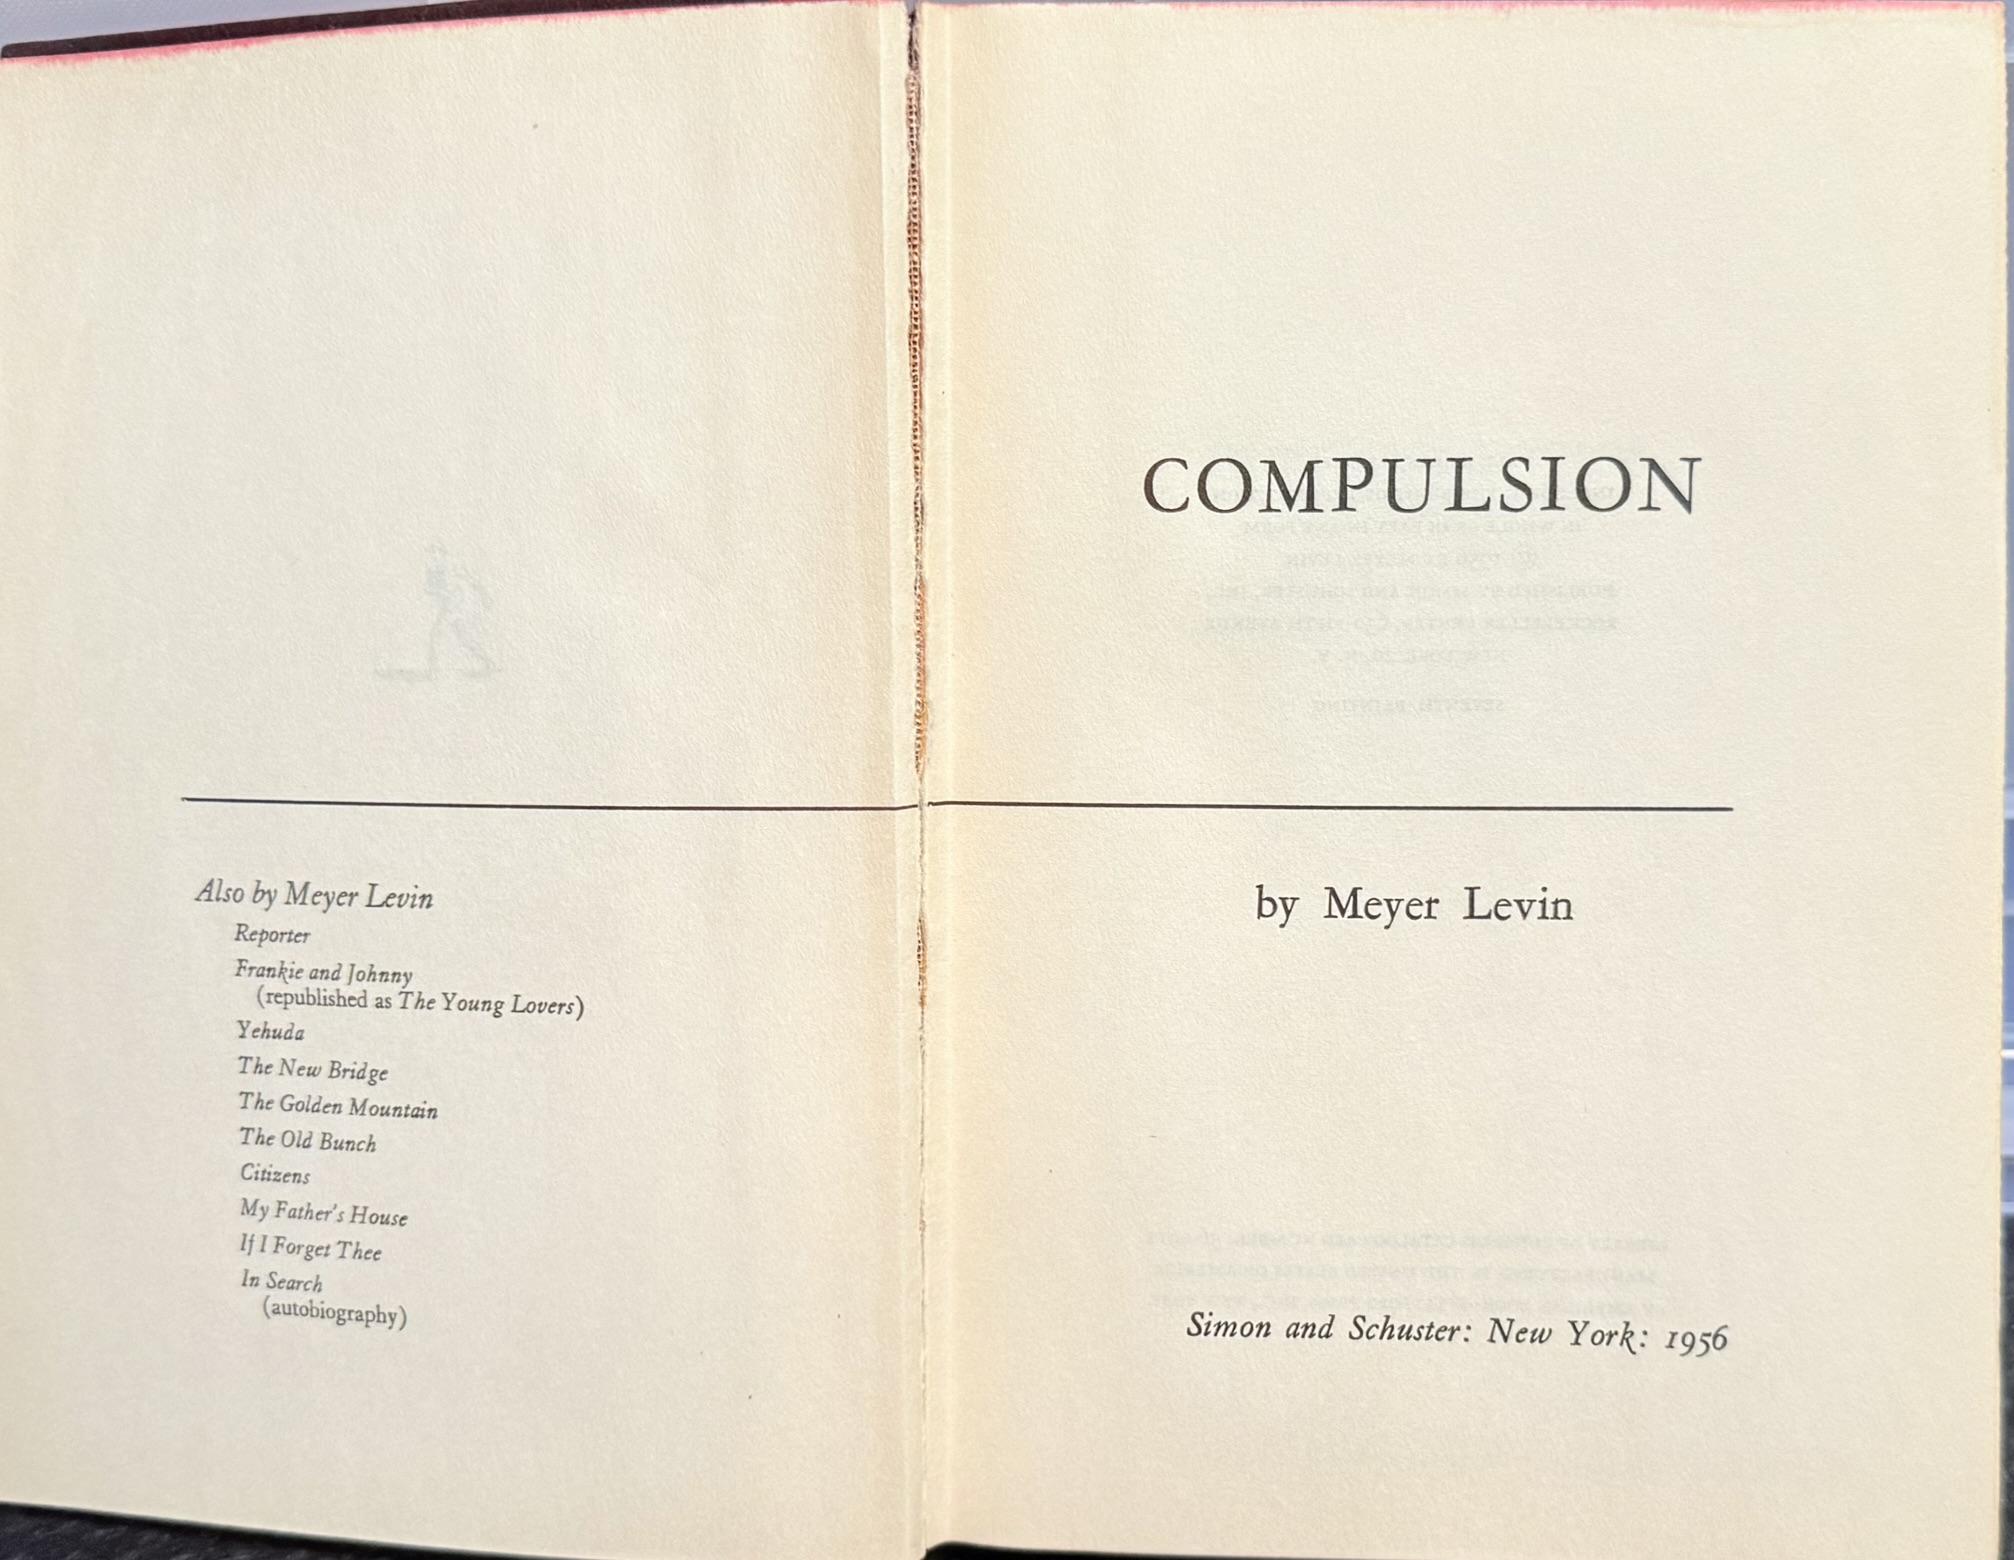 Also by Meyer Levin
Reporter
Frankie and Johnny
(republished as The Young Lovers)
Yehuda
The New Bridge
The Golden Mountain
The Old Bunch
Citizens
My Father's House
If I Forget Thee
In Search
(autobiography)
COMPULSION
by Meyer Levin
Simon and Schuster: New York: 1956